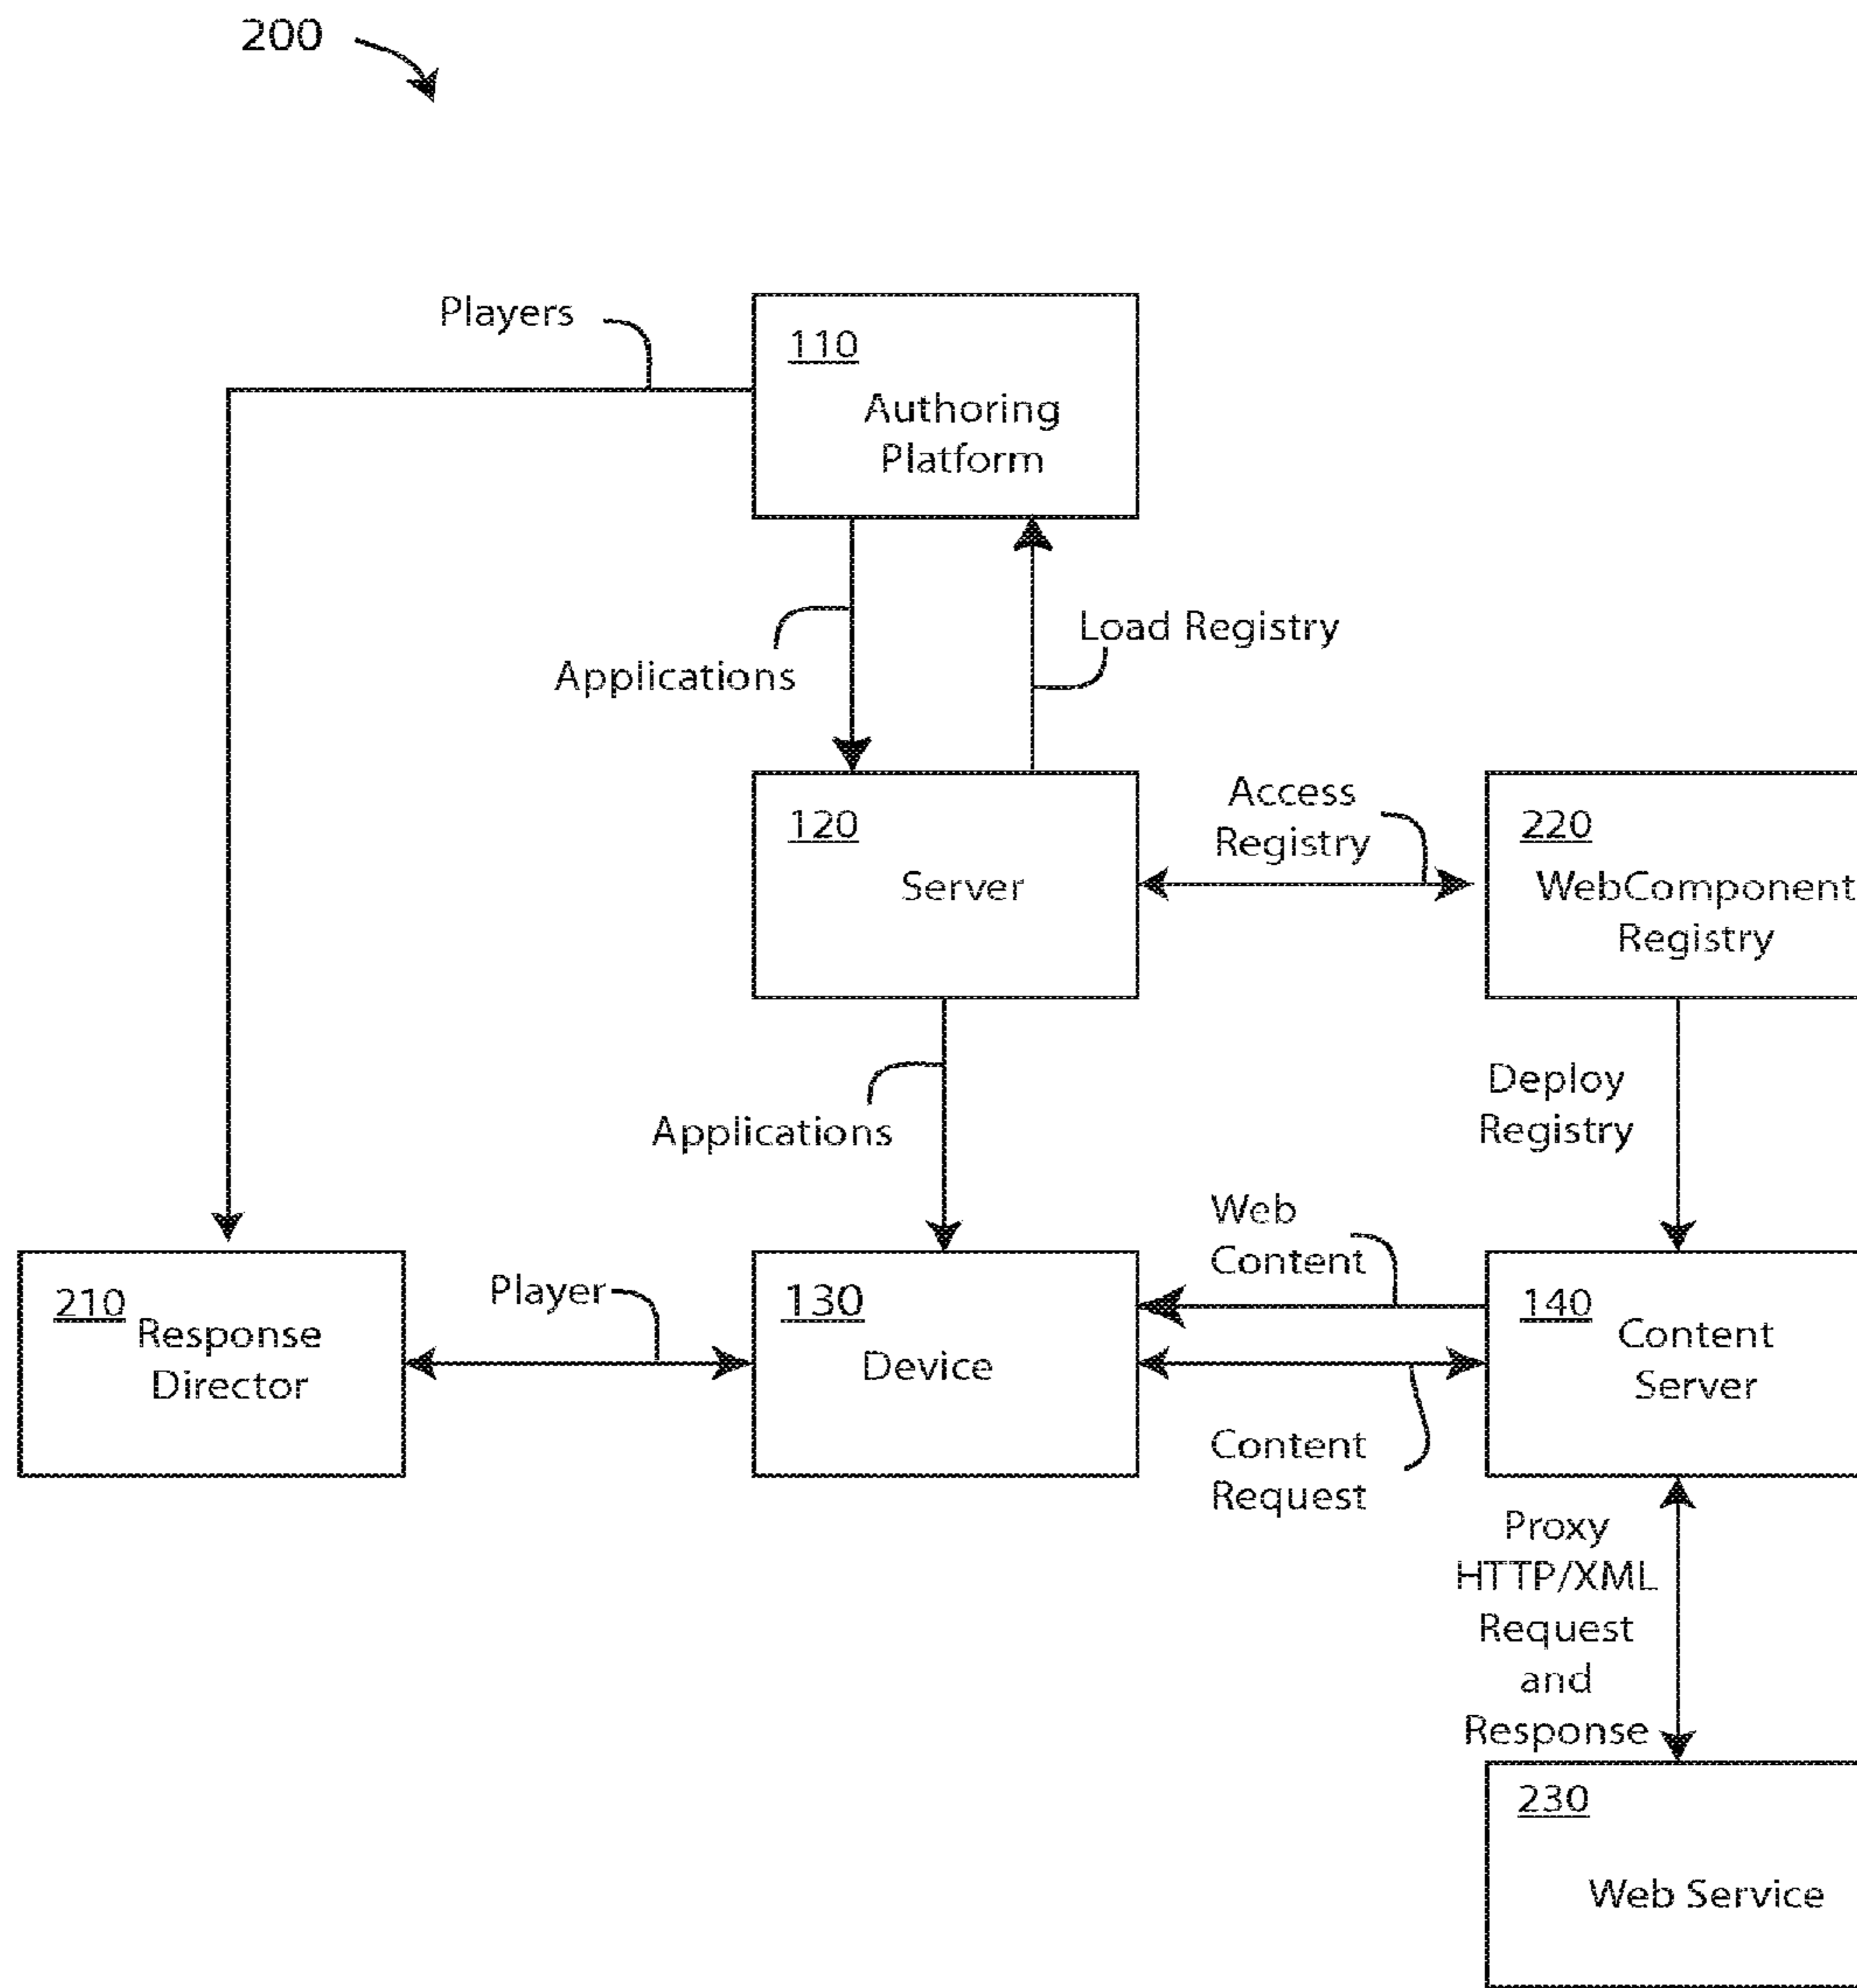 200
Players
110
Authoring
Platform
Applications
Load Registry
120
Server
Access
Registry
220
WebComponent
Registry
Applications
Deploy
Registry
210
Response
Director
Player
130
Device
Web
Content
Content
Request
140
Content
Server
Proxy
HTTP/XML
Request
and
Response
230
Web Service